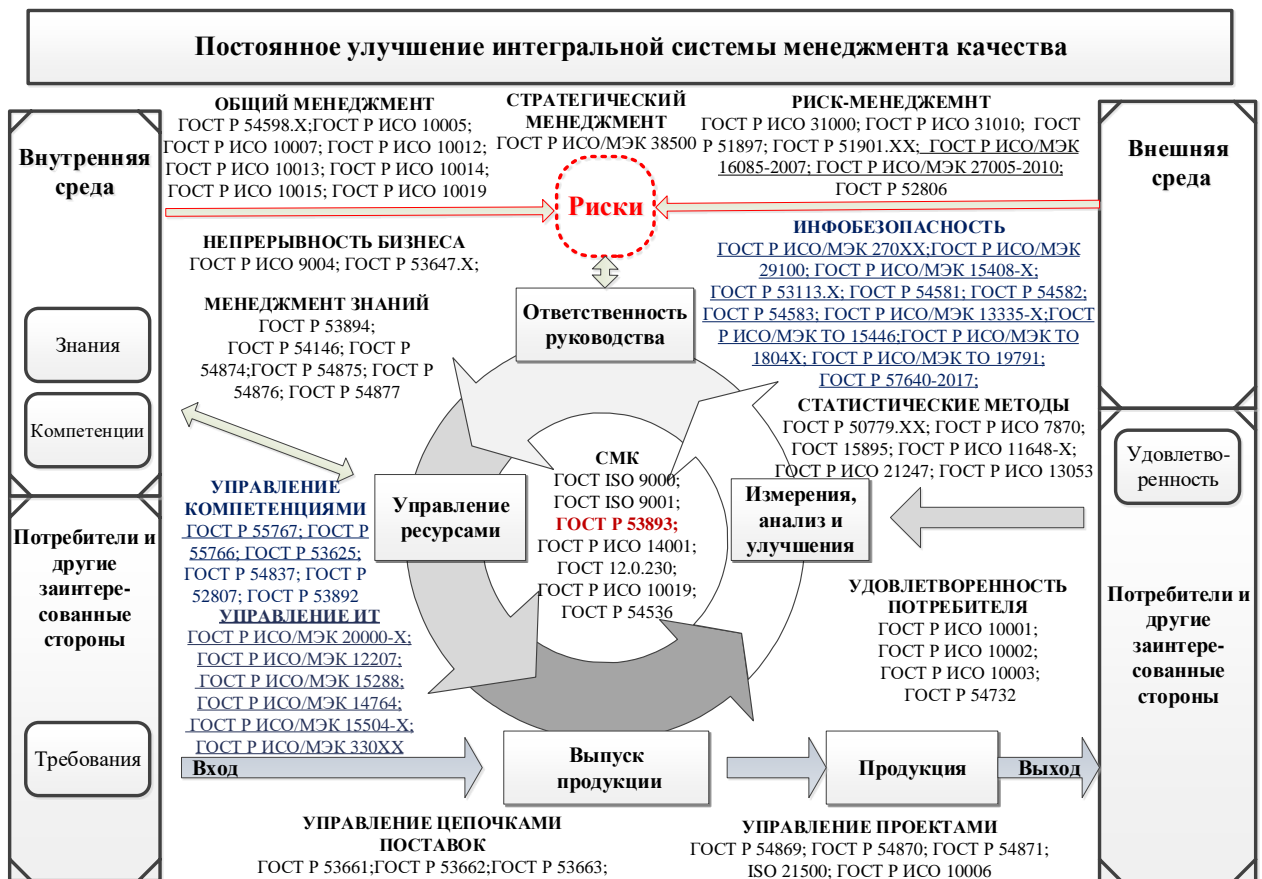 Постоянное улучшение интегральной системы менеджмента качества
Внутренняя
среда
Знания
Компетенции
Потребители и
другие
заинтере-
сованные
стороны
Требования
ОБЩИЙ МЕНЕДЖМЕНТ
ГОСТ Р 54598.X;ГОСТ Р ИСО 10005;
ГОСТ Р ИСО 10007; ГОСТ Р ИСО 10012;
ГОСТ Р ИСО 10013; ГОСТ Р ИСО 10014;
ГОСТ Р ИСО 10015; ГОСТ Р ИСО 10019
СТРАТЕГИЧЕСКИЙ
МЕНЕДЖМЕНТ
ГОСТ Р ИСО/МЭК 38500
РИСК-МЕНЕДЖЕМНТ
ГОСТ Р ИСО 31000; ГОСТ Р ИСО 31010; ГОСТ
Р 51897; ГОСТ Р 51901.XX; ГОСТ Р ИСО/МЭК
16085-2007; ГОСТ Р ИСО/МЭК 27005-2010;
ГОСТ Р 52806
Риски
НЕПРЕРЫВНОСТЬ БИЗНЕСА
ГОСТ Р ИСО 9004; ГОСТ Р 53647.X;
МЕНЕДЖМЕНТ ЗНАНИЙ
ГОСТ Р 53894;
ГОСТ Р 54146; ГОСТ Р
54874;ГОСТ Р 54875; ГОСТ Р
54876; ГОСТ Р 54877
Ответственность
руководства
ИНФОБЕЗОПАСНОСТЬ
ГОСТ Р ИСО/МЭК 270XX;ГОСТ Р ИСО/МЭК
29100; ГОСТ Р ИСО/МЭК 15408-X;
ГОСТ Р 53113.X; ГОСТ Р 54581; ГОСТ Р 54582;
ГОСТ Р 54583; ГОСТ Р ИСО/МЭК 13335-X;ГОСТ
Р ИСО/МЭК ТО 15446;ГОСТ Р ИСО/МЭК ТО
1804X; ГОСТ Р ИСО/МЭК ТО 19791;
ГОСТ Р 57640-2017;
СТАТИСТИЧЕСКИЕ МЕТОДЫ
ГОСТ Р 50779.XX; ГОСТ Р ИСО 7870;
ГОСТ 15895; ГОСТ Р ИСО 11648-X;
ГОСТ Р ИСО 21247; ГОСТ Р ИСО 13053
УПРАВЛЕНИЕ
КОМПЕТЕНЦИЯМИ
ГОСТ Р 55767; ГОСТ Р
55766; ГОСТ Р 53625;
ГОСТ Р 54837; ГОСТ Р
52807; ГОСТ Р 53892
УПРАВЛЕНИЕ ИТ
ГОСТ Р ИСО/МЭК 20000-X;
ГОСТ Р ИСО/МЭК 12207;
ГОСТ Р ИСО/МЭК 15288;
ГОСТ Р ИСО/МЭК 14764;
ГОСТ Р ИСО/МЭК 15504-X;
ГОСТ Р ИСО/МЭК 330XX
Управление
ресурсами
СМК
ГОСТ ISO 9000;
ГОСТ ISO 9001;
ГОСТ Р 53893;
ГОСТ Р ИСО 14001;
ГОСТ 12.0.230;
ГОСТ Р ИСО 10019;
ГОСТ Р 54536
Измерения,
анализ и
улучшения
УДОВЛЕТВОРЕННОСТЬ
ПОТРЕБИТЕЛЯ
ГОСТ Р ИСО 10001;
ГОСТ Р ИСО 10002;
ГОСТ Р ИСО 10003;
ГОСТ Р 54732
Вход
Выпуск
продукции
Продукция
Выход
УПРАВЛЕНИЕ ЦЕПОЧКАМИ
ПОСТАВОК
ГОСТ Р 53661;ГОСТ Р 53662;ГОСТ Р 53663;
УПРАВЛЕНИЕ ПРОЕКТАМИ
ГОСТ Р 54869; ГОСТ Р 54870; ГОСТ Р 54871;
ISO 21500; ГОСТ Р ИСО 10006
Внешняя
среда
Удовлетво-
ренность
Потребители и
другие
заинтере-
сованные
стороны